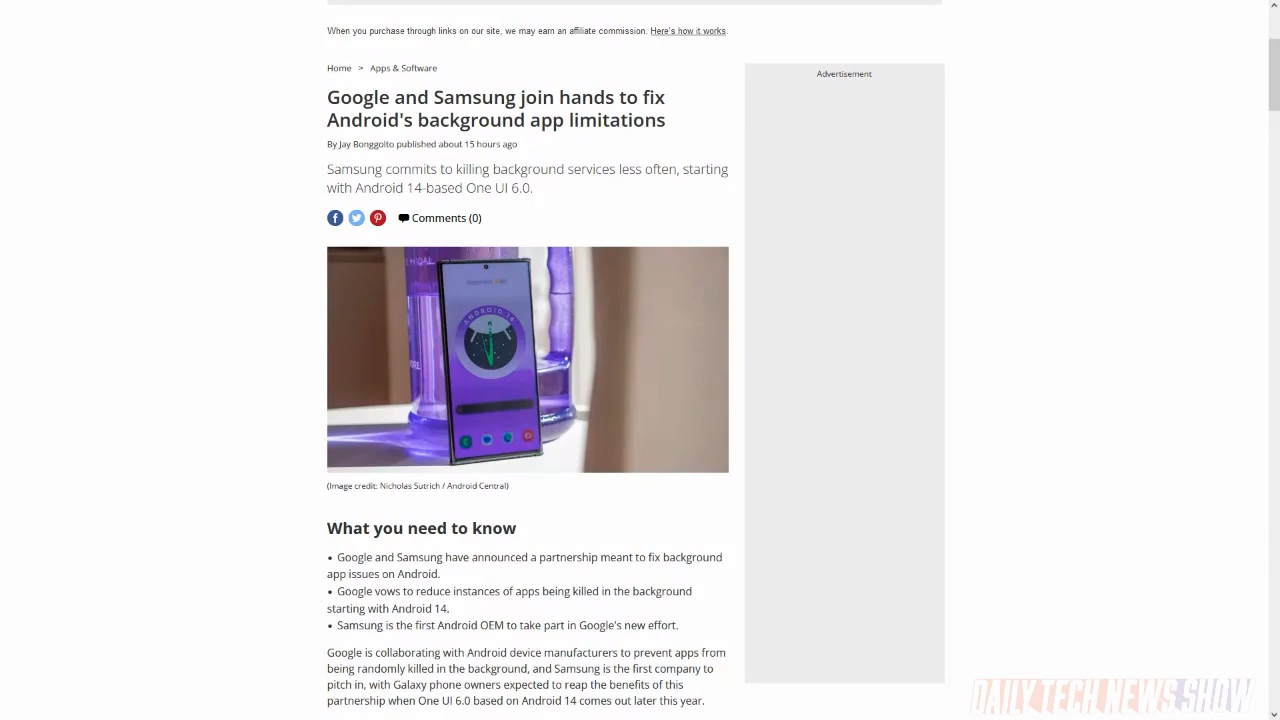 When you purchase through links on our site, we may earn an affiliate commission. Here's how it works.
Home > Apps & Software
Advertisement
Google and Samsung join hands to fix
Android's background app limitations
By Jay Bonggolto published about 15 hours ago
Samsung commits to killing background services less often, starting
with Android 14-based One UI 6.0.
Comments (0)
ANDROID 14
(Image credit: Nicholas Sutrich / Android Central)
What you need to know
• Google and Samsung have announced a partnership meant to fix background
app issues on Android.
• Google vows to reduce instances of apps being killed in the background
starting with Android 14.
• Samsung is the first Android OEM to take part in Google's new effort.
Google is collaborating with Android device manufacturers to prevent apps from
being randomly killed in the background, and Samsung is the first company to
pitch in, with Galaxy phone owners expected to reap the benefits of this
partnership when One UI 6.0 based on Android 14 comes out later this year.
DAILY TECH NEWS SHOW